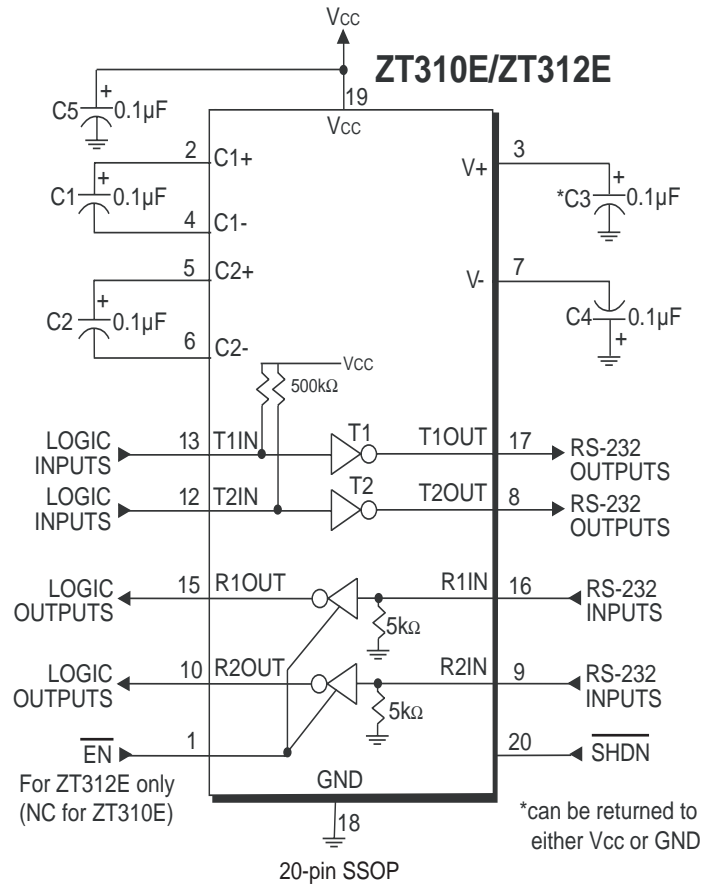 Vcc
ZT310E/ZT312E
19
Vcc
+
C5 0.1µF
2 C1+
+
C1 0.1µF
4 C1-
5 C2+
+
C2 0.1µF
6 C2-
V+ 3
+
*C3 0.1µF
V- 7
C4 0.1µF
+
Vcc
500kΩ
LOGIC
INPUTS
13 T1IN T1 T1OUT 17
RS-232
OUTPUTS
LOGIC
INPUTS
12 T2IN T2 T2OUT 8
RS-232
OUTPUTS
LOGIC
OUTPUTS
15 R1OUT R1IN 16
RS-232
INPUTS
5kΩ
LOGIC
OUTPUTS
10 R2OUT R2IN 9
RS-232
INPUTS
5kΩ
EN 1
20 SHDN
For ZT312E only
(NC for ZT310E)
GND
18
*can be returned to
either Vcc or GND
20-pin SSOP